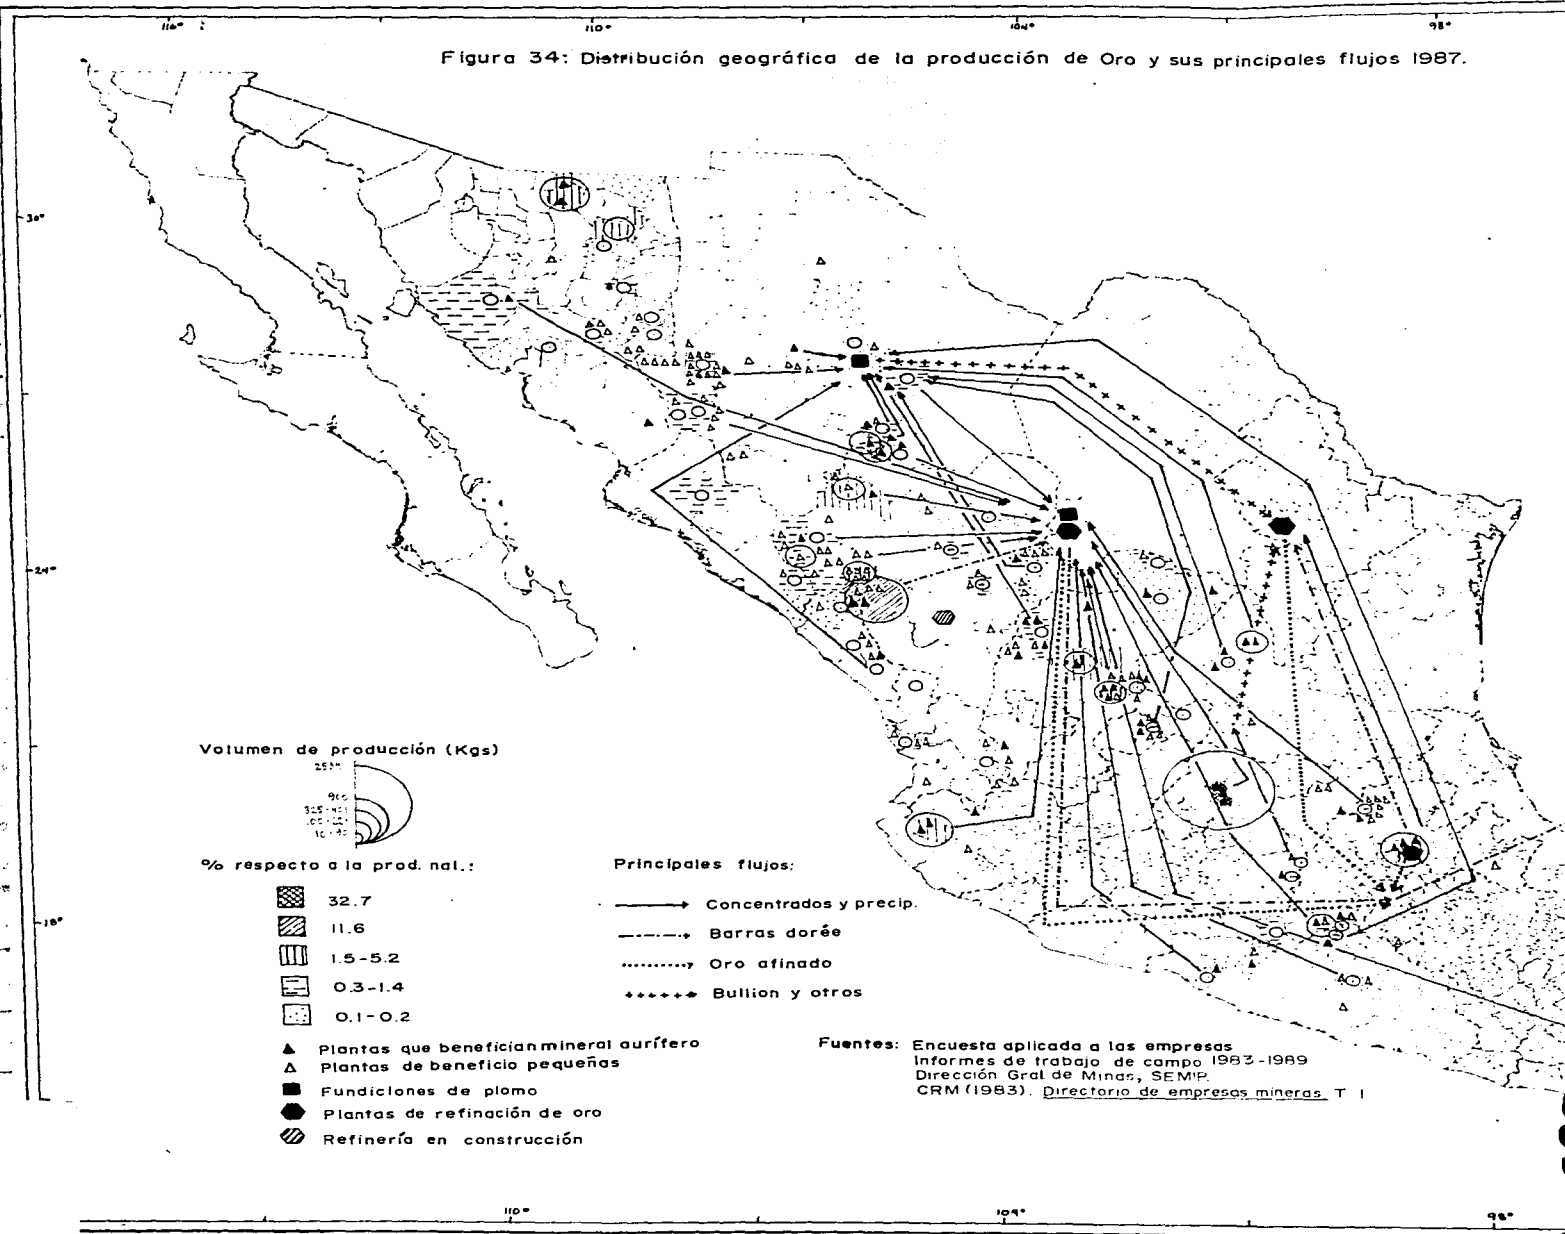 110°
104°
98°
Figura 34: Distribución geográfica de la producción de Oro y sus principales flujos 1987.
30°
24°
18°
Volumen de producción (Kgs)
900
% respecto a la prod. nal.:
32.7
11.6
1.5-5.2
0.3-1.4
0.1-0.2
Plantas que benefician mineral aurífero
Plantas de beneficio pequeñas
Fundiciones de plomo
Plantas de refinación de oro
Refinería en construcción
Principales flujos:
Concentrados y precip.
Barras dorée
Oro afinado
Bullion y otros
Fuentes: Encuesta aplicada a las empresas
Informes de trabajo de campo 1983-1989
Dirección Gral de Minas, SEMIP.
CRM (1983). Directorio de empresas mineras T I
110°
104°
98°